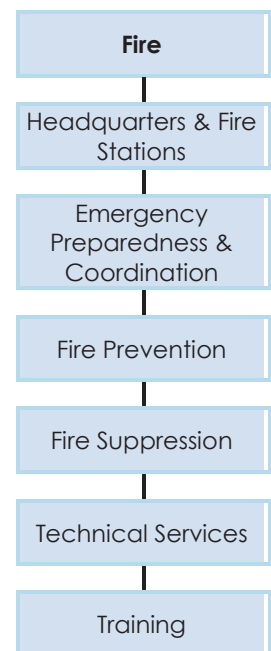 Fire
Headquarters & Fire
Stations
Emergency
Preparedness &
Coordination
Fire Prevention
Fire Suppression
Technical Services
Training